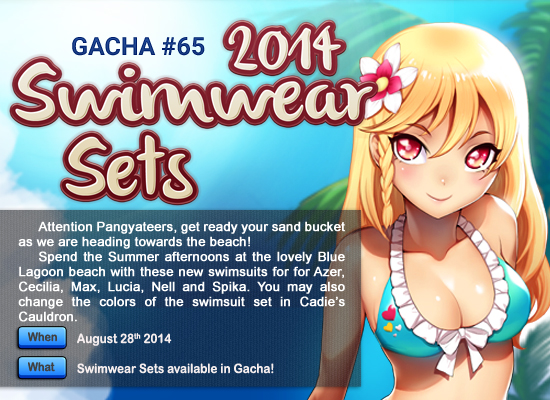 GACHA #65 2014
Swimwear
Sets
Attention Pangyateers, get ready your sand bucket
as we are heading towards the beach!
Spend the Summer afternoons at the lovely Blue
Lagoon beach with these new swimsuits for for Azer,
Cecilia, Max, Lucia, Nell and Spika. You may also
change the colors of the swimsuit set in Cadie's
Cauldron.
When August 28th 2014
What Swimwear Sets available in Gacha!